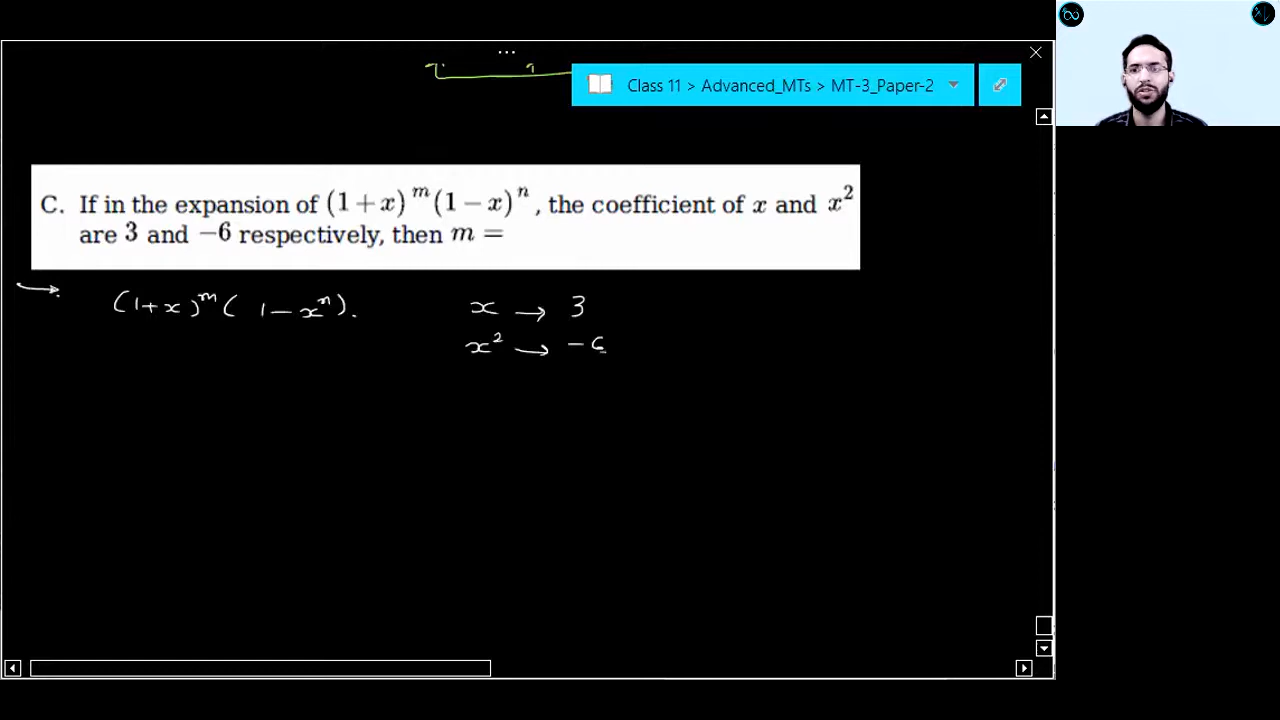 ...
Class 11 > Advanced_MTs > MT-3_Paper-2
C. If in the expansion of (1 + x)^m (1 − x)^n, the coefficient of x and x^2
are 3 and −6 respectively, then m =
(1+x)^m ( 1 − x^n).
x → 3
x^2 → −6